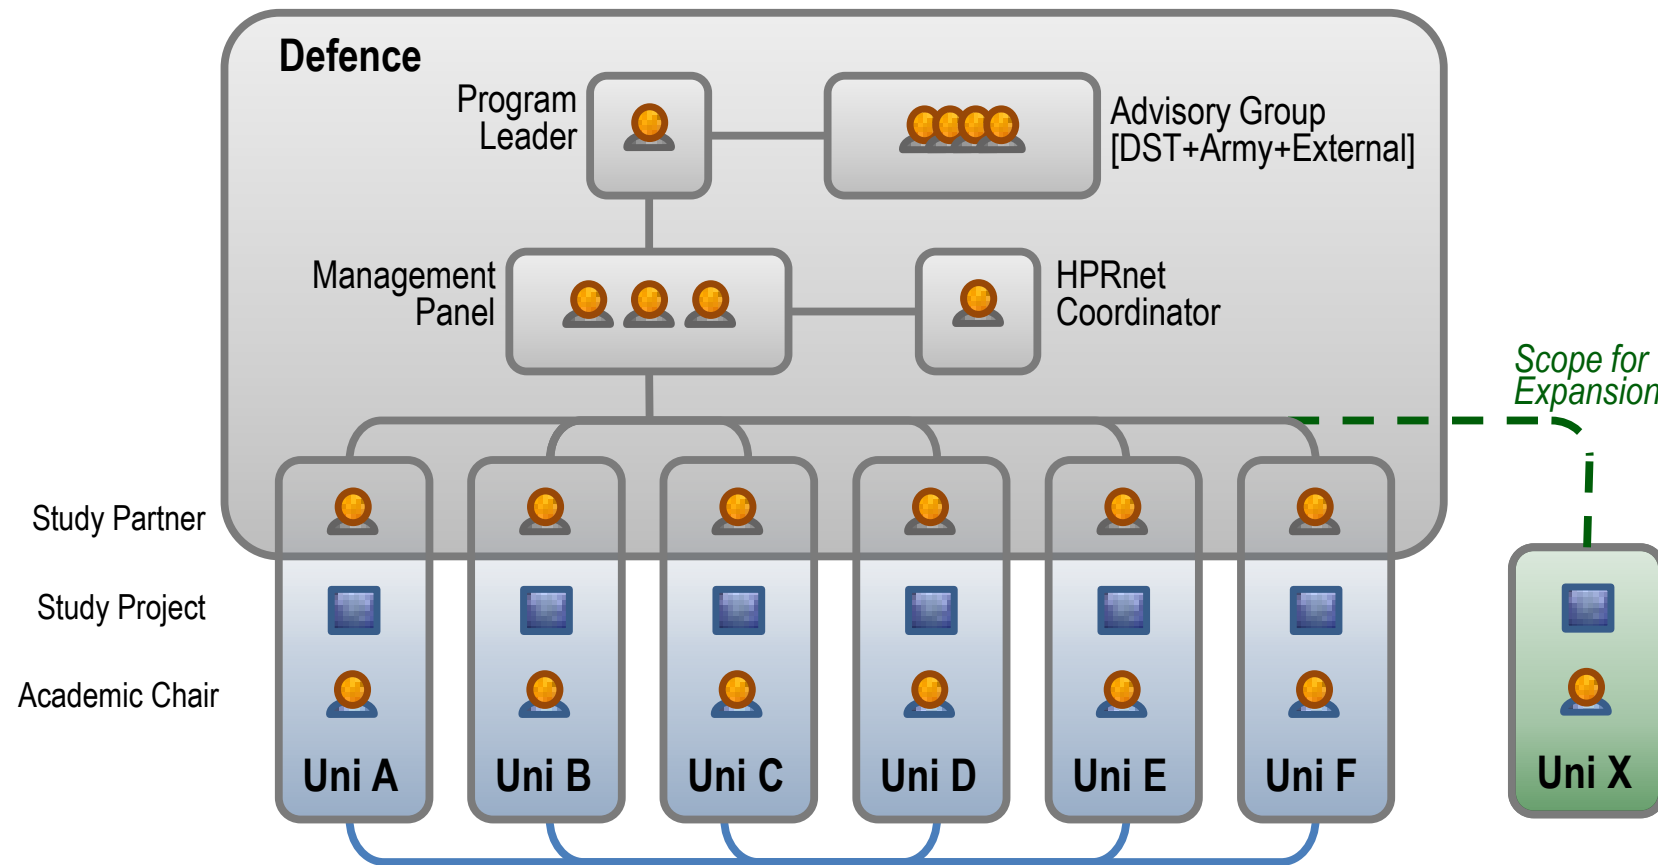 Defence
Program
Leader
Advisory Group
[DST+Army+External]
Management
Panel
HPRnet
Coordinator
Scope for
Expansion
Study Partner
Study Project
Academic Chair
Uni A
Uni B
Uni C
Uni D
Uni E
Uni F
Uni X